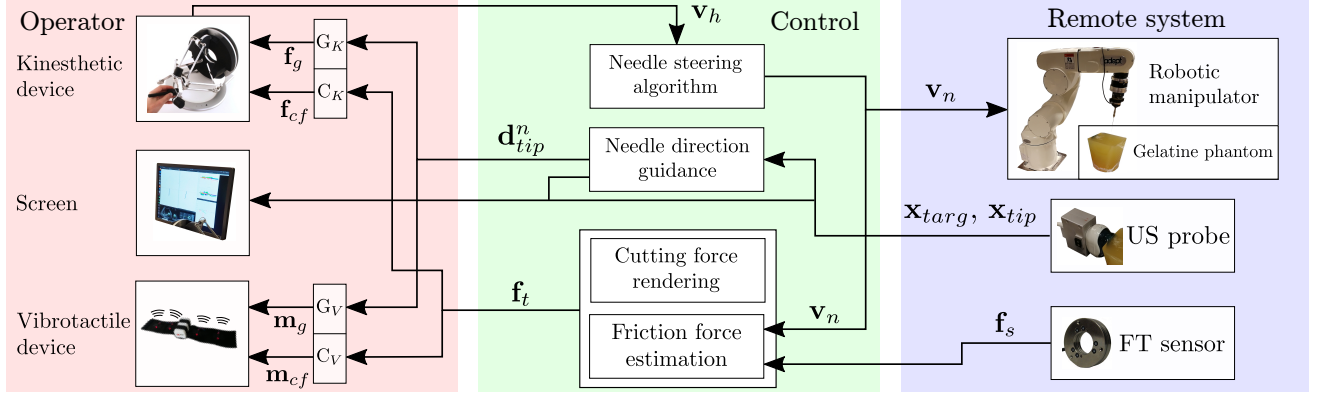 Operator
Control
Remote system
v_h
Kinesthetic
device
f_g
f_cf
G_K
C_K
Needle steering
algorithm
v_n
Robotic
manipulator
adept
Gelatine phantom
d^n_tip
Needle direction
guidance
Screen
x_targ, x_tip
US probe
Cutting force
rendering
f_t
Vibrotactile
device
m_g
m_cf
G_V
C_V
v_n
Friction force
estimation
f_s
FT sensor